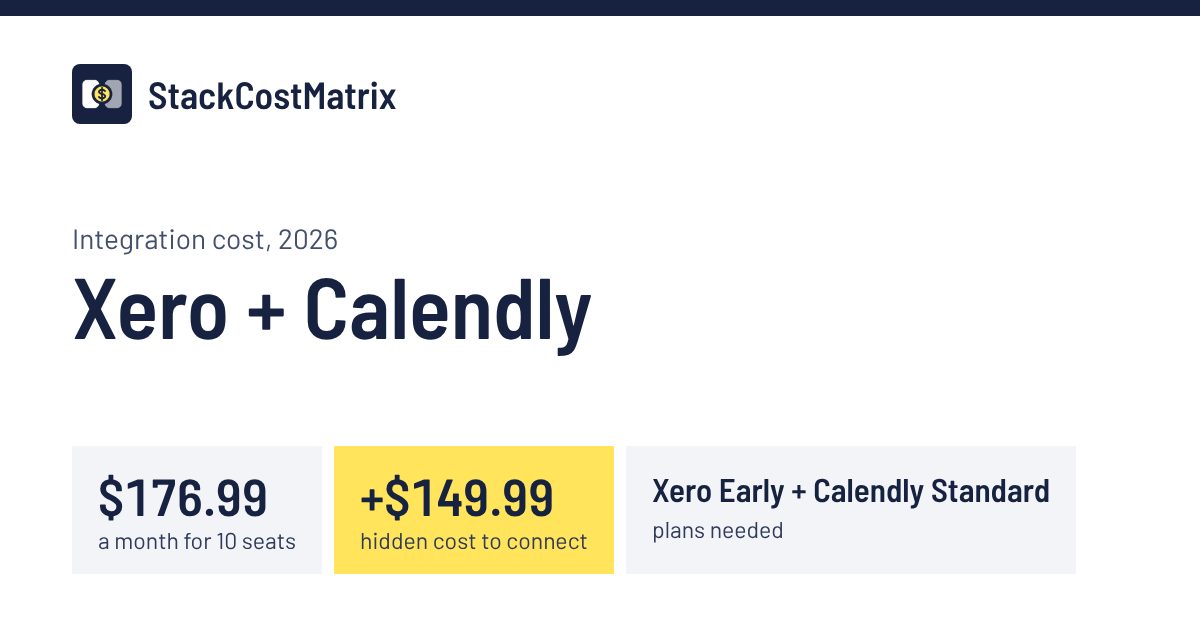 StackCostMatrix
Integration cost, 2026
Xero + Calendly
$176.99
a month for 10 seats
+$149.99
hidden cost to connect
Xero Early + Calendly Standard
plans needed